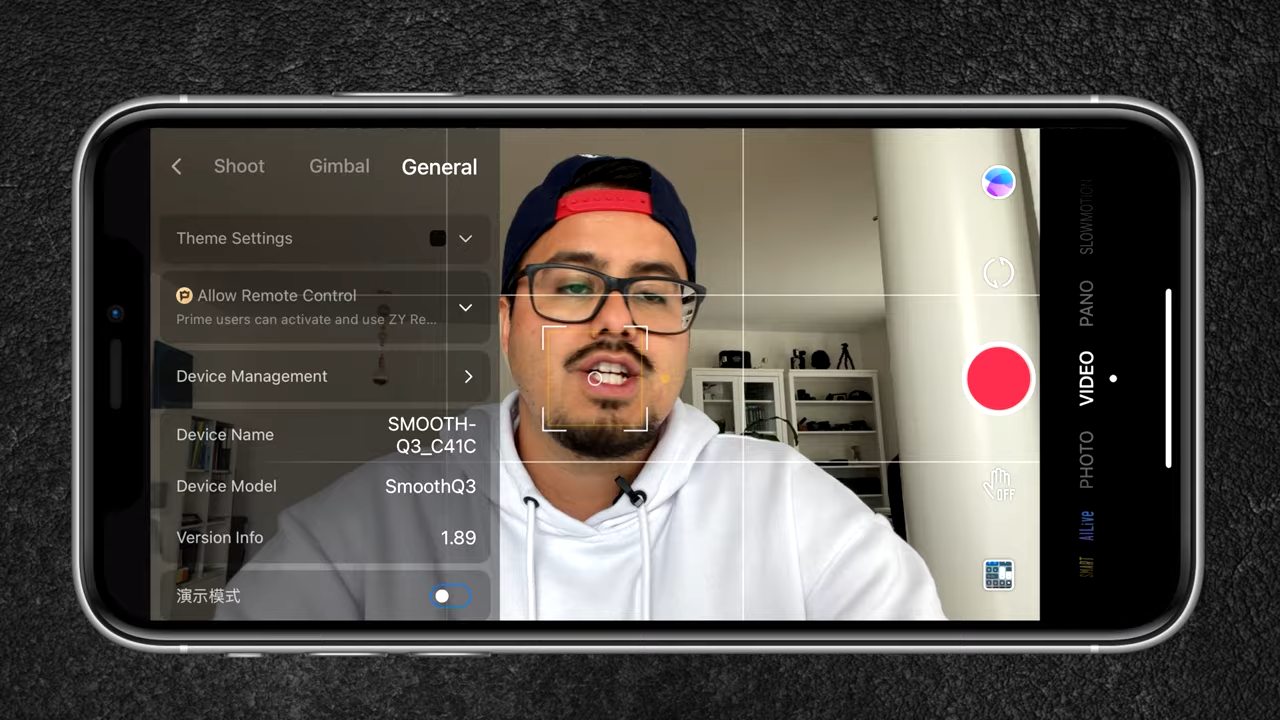 Shoot Gimbal General
Theme Settings
Allow Remote Control
Prime users can activate and use ZY Re...
Device Management
Device Name SMOOTH-
Q3_C41C
Device Model SmoothQ3
Version Info 1.89
演示模式
OFF
SLOWMOTION
PANO
VIDEO
PHOTO
AILive
SMART